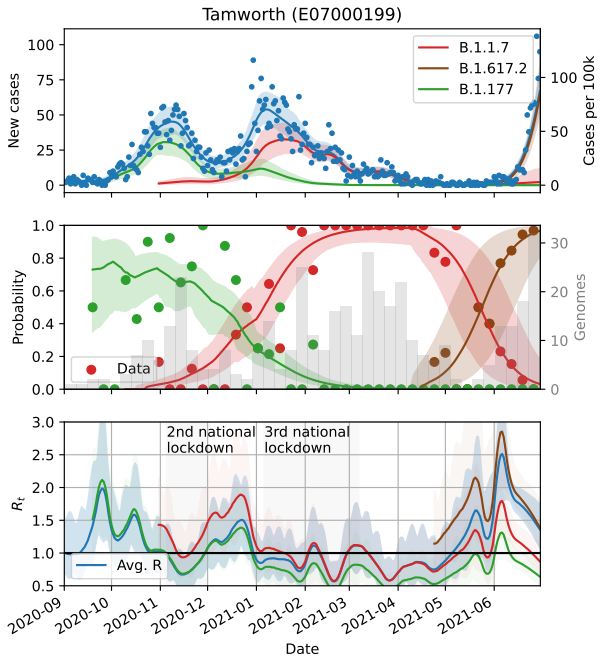 Tamworth (E07000199)
New cases
100
75
50
25
0
B.1.1.7
B.1.617.2
B.1.177
100
50
0
Cases per 100k
Probability
1.0
0.8
0.6
0.4
0.2
0.0
Data
30
20
10
0
Genomes
R_t
3.0
2.5
2.0
1.5
1.0
0.5
2nd national
lockdown
3rd national
lockdown
Avg. R
2020-09
2020-10
2020-11
2020-12
2021-01
2021-02
2021-03
2021-04
2021-05
2021-06
Date